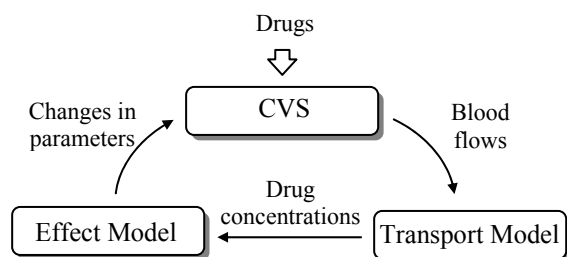 Drugs
CVS
Changes in
parameters
Blood
flows
Drug
concentrations
Effect Model
Transport Model